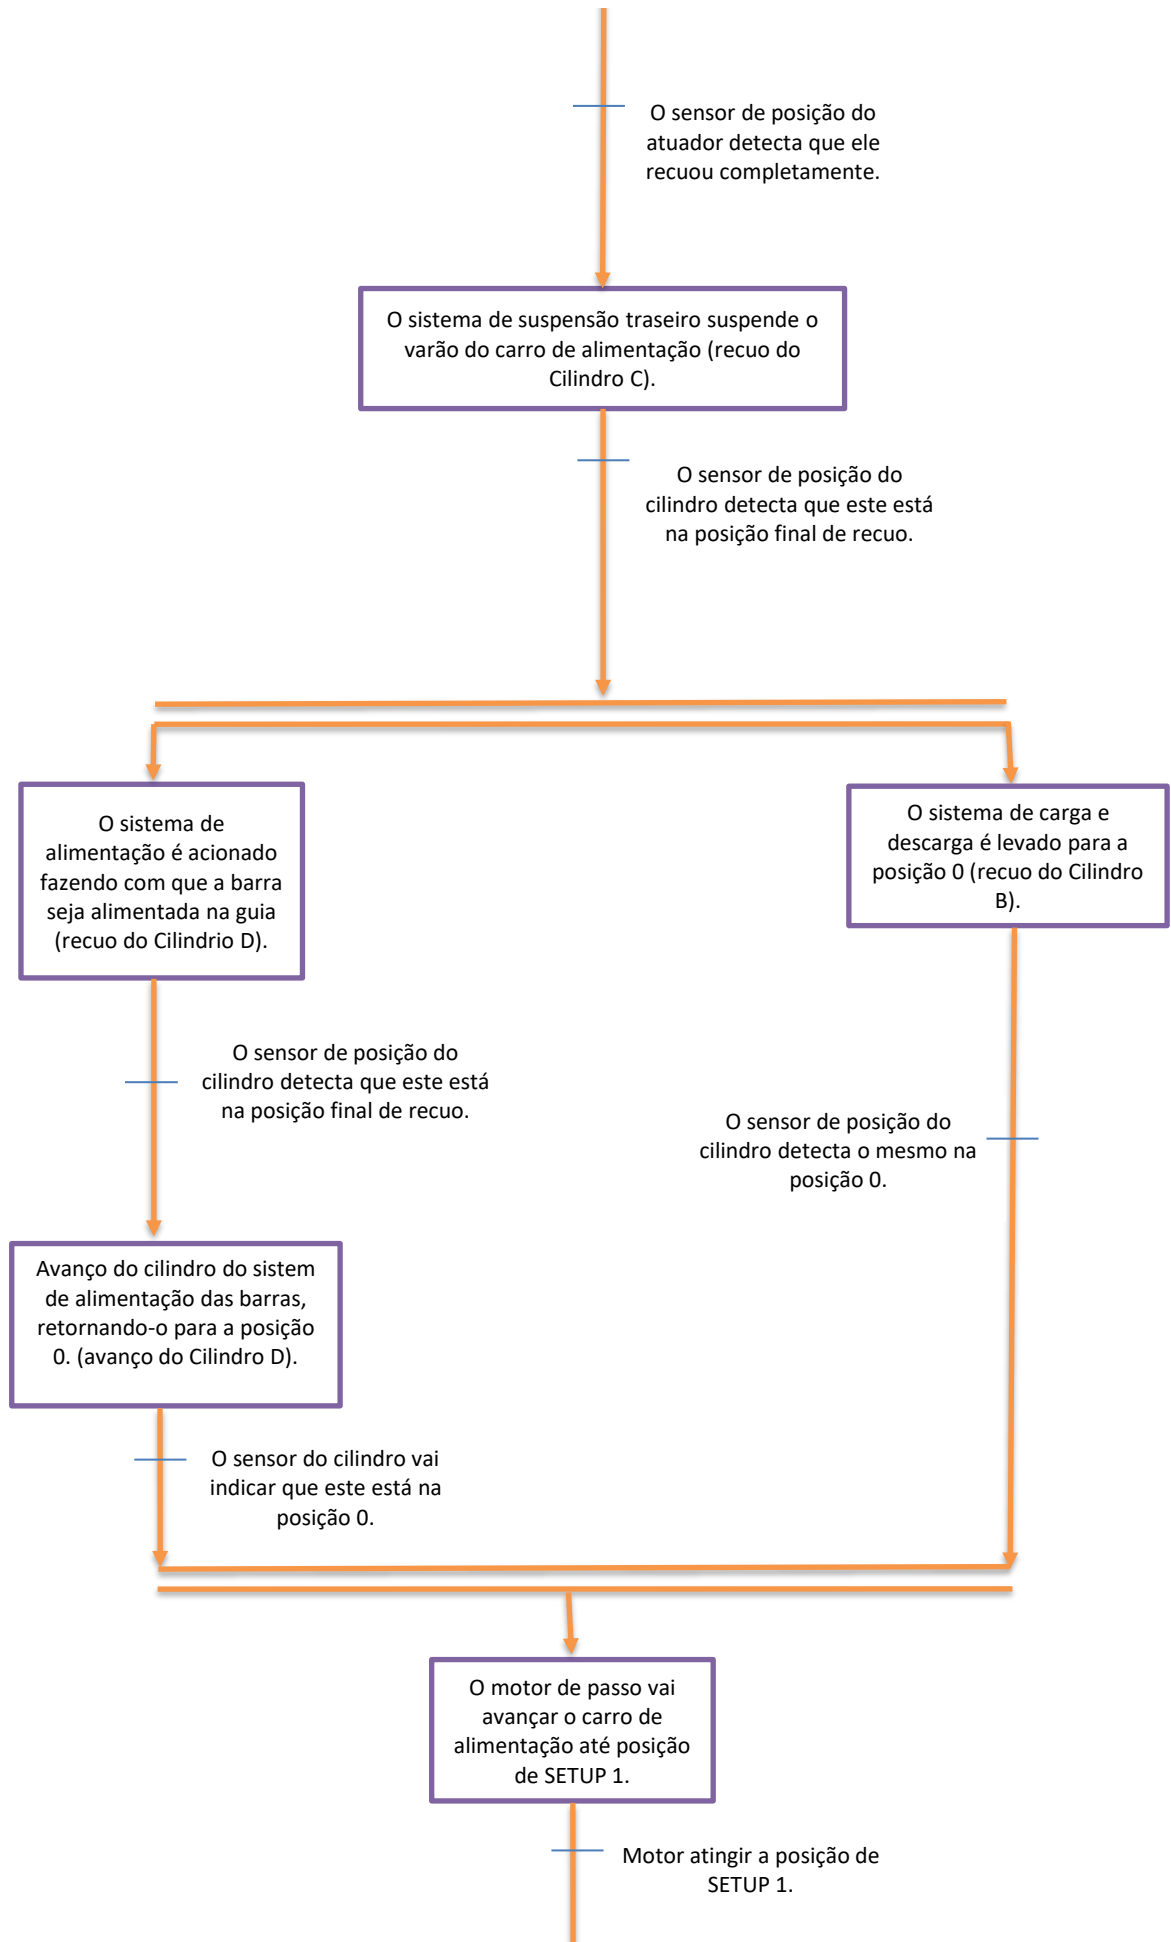 O sensor de posição do
atuador detecta que ele
recuou completamente.
O sistema de suspensão traseiro suspende o
varão do carro de alimentação (recuo do
Cilindro C).
O sensor de posição do
cilindro detecta que este está
na posição final de recuo.
O sistema de
alimentação é acionado
fazendo com que a barra
seja alimentada na guia
(recuo do Cilindrio D).
O sistema de carga e
descarga é levado para a
posição 0 (recuo do Cilindro
B).
O sensor de posição do
cilindro detecta que este está
na posição final de recuo.
O sensor de posição do
cilindro detecta o mesmo na
posição 0.
Avanço do cilindro do sistem
de alimentação das barras,
retornando-o para a posição
0. (avanço do Cilindro D).
O sensor do cilindro vai
indicar que este está na
posição 0.
O motor de passo vai
avançar o carro de
alimentação até posição
de SETUP 1.
Motor atingir a posição de
SETUP 1.